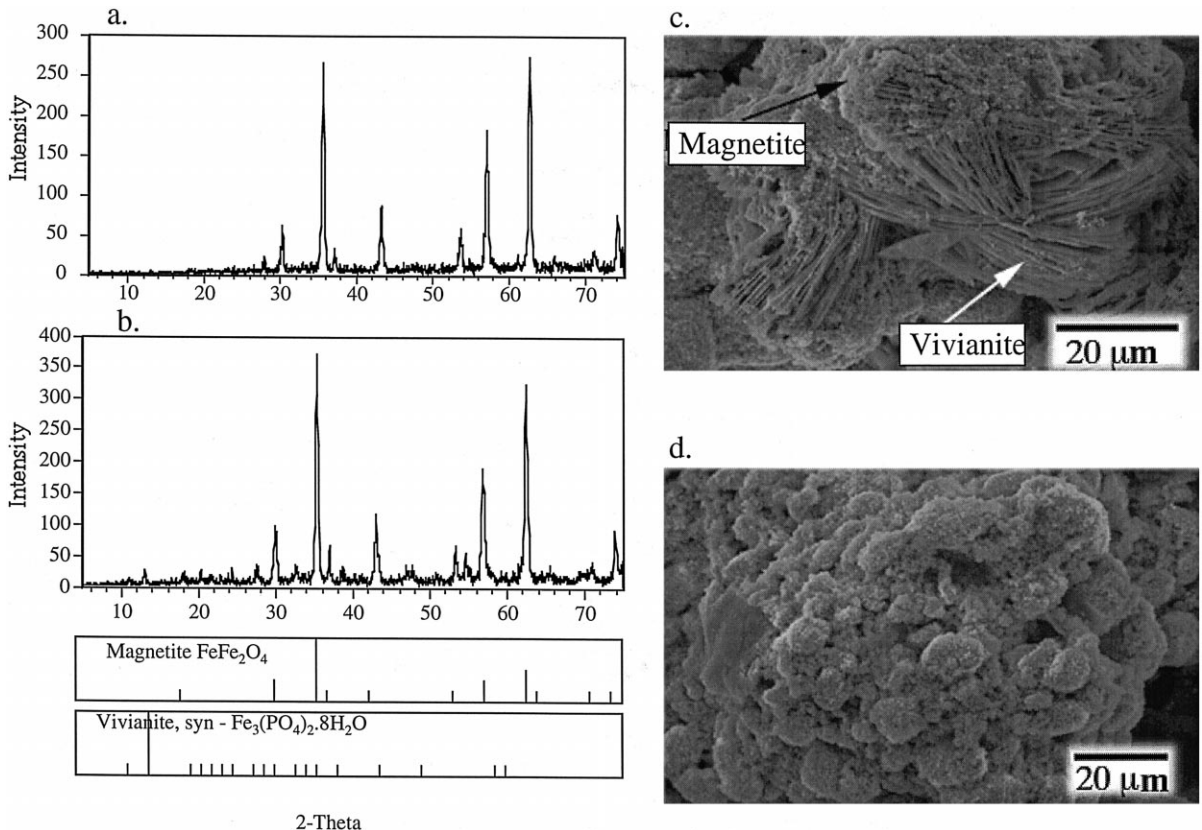 a.
300
250
200
150
100
50
0
Intensity
10 20 30 40 50 60 70
b.
400
350
300
250
200
150
100
50
0
Intensity
10 20 30 40 50 60 70
Magnetite FeFe₂O₄
Vivianite, syn - Fe₃(PO₄)₂.8H₂O
2-Theta
c.
Magnetite
Vivianite
20 μm
d.
20 μm